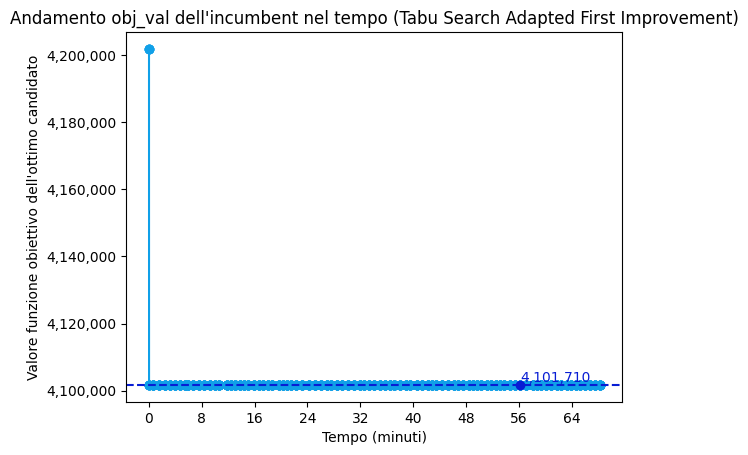 Andamento obj_val dell'incumbent nel tempo (Tabu Search Adapted First Improvement)
Valore funzione obiettivo dell'ottimo candidato
4,200,000
4,180,000
4,160,000
4,140,000
4,120,000
4,100,000
4,101,710
0 8 16 24 32 40 48 56 64
Tempo (minuti)